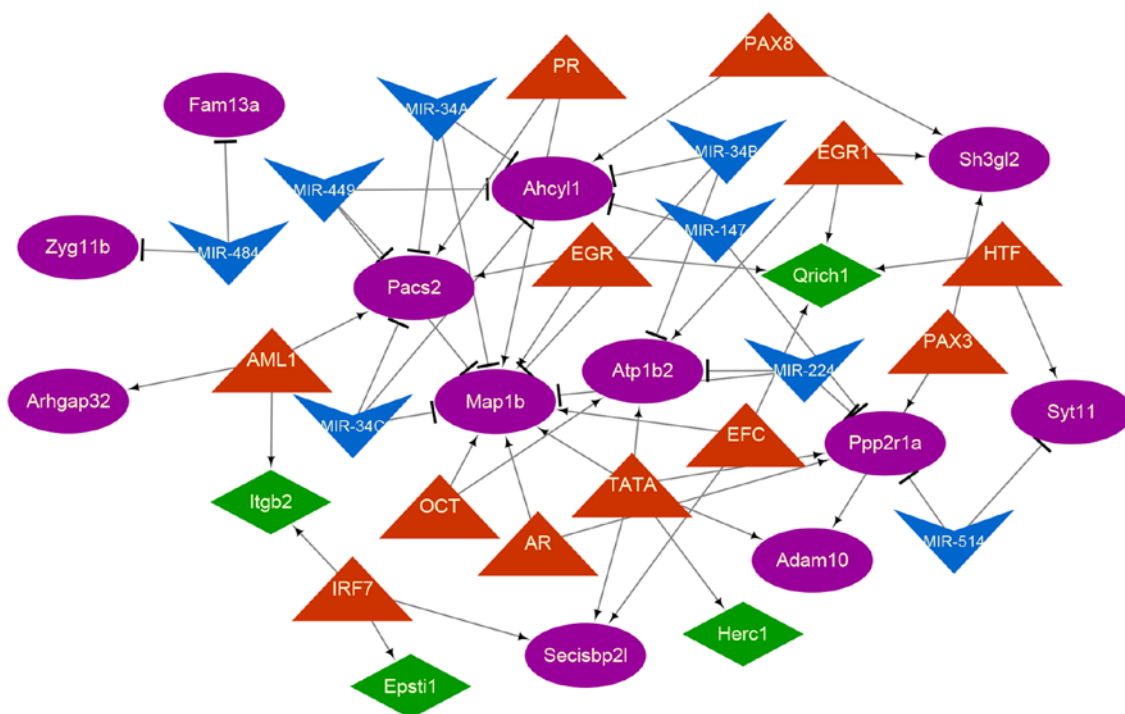 PAX8
PR
Fam13a
MIR-34A
MIR-34B
EGR1
Sh3gl2
MIR-449
Ahcyl1
MIR-147
Zyg11b
MIR-484
EGR
HTF
Qrich1
Pacs2
PAX3
AML1
Atp1b2
MIR-224
Arhgap32
Map1b
Syt11
MIR-34C
EFC
Ppp2r1a
TATA
Itgb2
OCT
AR
MIR-514
Adam10
IRF7
Herc1
Secisbp2l
Epsti1